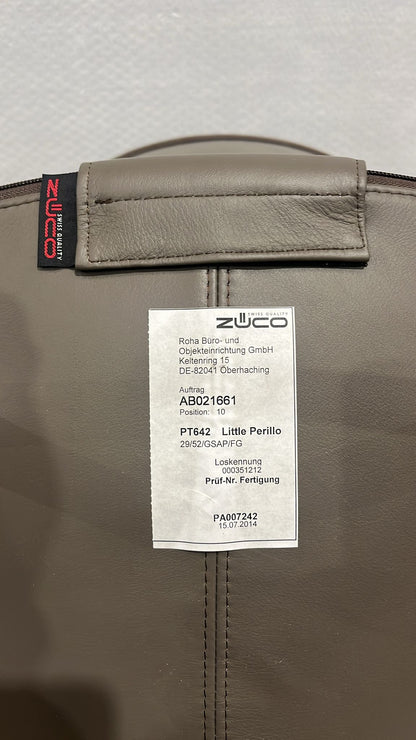 ZÜCO
SWISS QUALITY
SWISS QUALITY
ZÜCO
Roha Büro- und
Objekteinrichtung GmbH
Keltenring 15
DE-82041 Oberhaching
Auftrag
AB021661
Position: 10
PT642 Little Perillo
29/52/GSAP/FG
Loskennung
000351212
Prüf-Nr. Fertigung
PA007242
15.07.2014